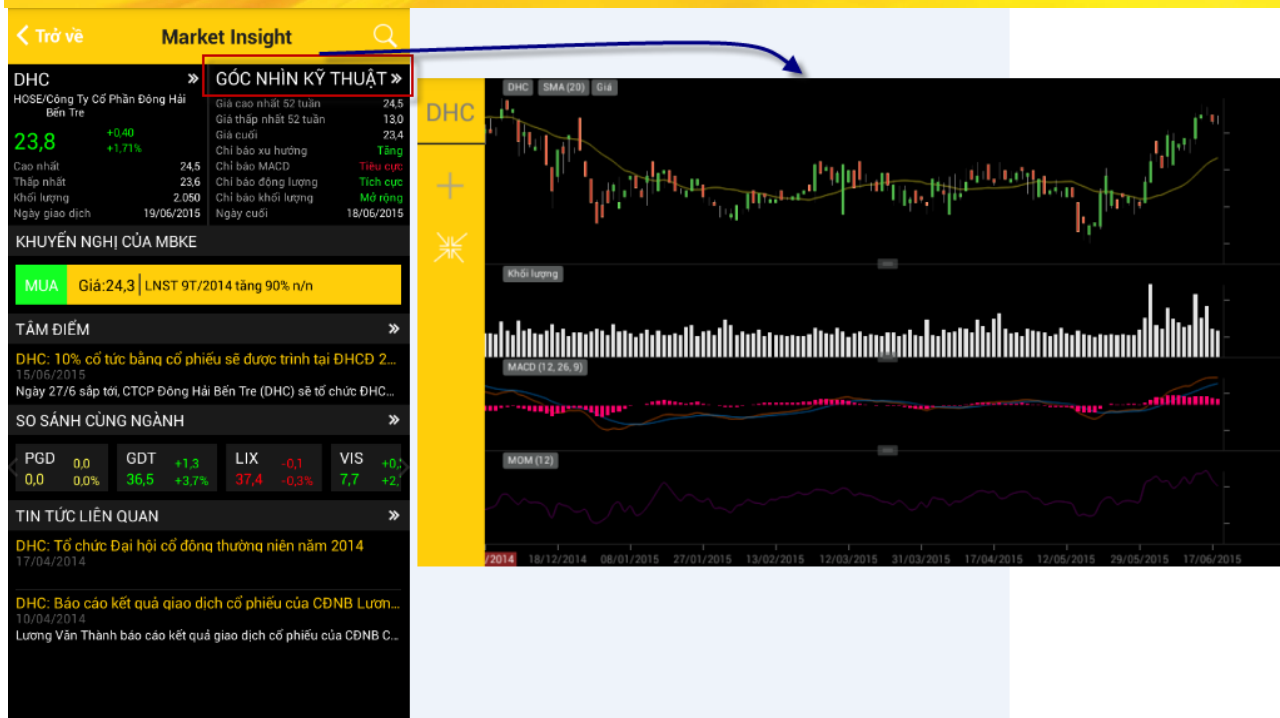 Trở về
Market Insight
DHC »
HOSE/Công Ty Cổ Phần Đông Hải
Bến Tre
23,8
+0,40
+1,71%
Cao nhất 24,5
Thấp nhất 23,6
Khối lượng 2.050
Ngày giao dịch 19/06/2015
GÓC NHÌN KỸ THUẬT »
Giá cao nhất 52 tuần 24,5
Giá thấp nhất 52 tuần 13,0
Giá cuối 23,4
Chỉ báo xu hướng Tăng
Chỉ báo MACD Tiêu cực
Chỉ báo động lượng Tích cực
Chỉ báo khối lượng Mở rộng
Ngày cuối 18/06/2015
KHUYẾN NGHỊ CỦA MBKE
MUA Giá:24,3 LNST 9T/2014 tăng 90% n/n
TÂM ĐIỂM »
DHC: 10% cổ tức bằng cổ phiếu sẽ được trình tại ĐHCĐ 2...
15/06/2015
Ngày 27/6 sắp tới, CTCP Đông Hải Bến Tre (DHC) sẽ tổ chức ĐHC...
SO SÁNH CÙNG NGÀNH »
PGD 0,0
0,0 0,0%
GDT +1,3
36,5 +3,7%
LIX -0,1
37,4 -0,3%
VIS +0,
7,7 +2,
TIN TỨC LIÊN QUAN »
DHC: Tổ chức Đại hội cổ đông thường niên năm 2014
17/04/2014
DHC: Báo cáo kết quả giao dịch cổ phiếu của CĐNB Lươn...
10/04/2014
Lương Văn Thành báo cáo kết quả giao dịch cổ phiếu của CĐNB C...
DHC
DHC SMA (20) Giá
Khối lượng
MACD (12, 26, 9)
MOM (12)
/2014 18/12/2014 08/01/2015 27/01/2015 13/02/2015 12/03/2015 31/03/2015 17/04/2015 12/05/2015 29/05/2015 17/06/2015